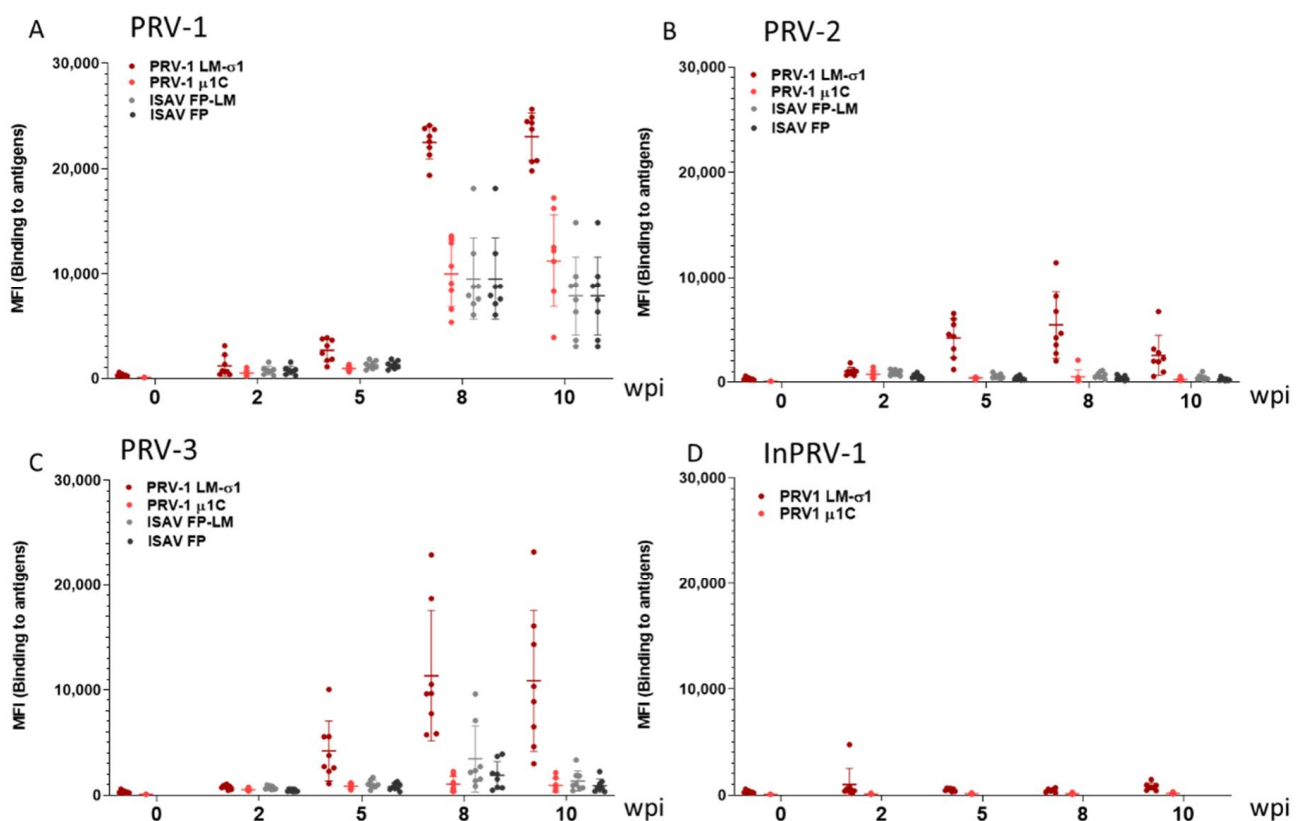 A PRV-1
PRV-1 LM-σ1
PRV-1 μ1C
ISAV FP-LM
ISAV FP
MFI (Binding to antigens)
30,000
20,000
10,000
0
0 2 5 8 10 wpi
B PRV-2
PRV-1 LM-σ1
PRV-1 μ1C
ISAV FP-LM
ISAV FP
MFI (Binding to antigens)
30,000
20,000
10,000
0
0 2 5 8 10 wpi
C PRV-3
PRV-1 LM-σ1
PRV-1 μ1C
ISAV FP-LM
ISAV FP
MFI (Binding to antigens)
30,000
20,000
10,000
0
0 2 5 8 10 wpi
D InPRV-1
PRV1 LM-σ1
PRV1 μ1C
MFI (Binding to antigens)
30,000
20,000
10,000
0
0 2 5 8 10 wpi